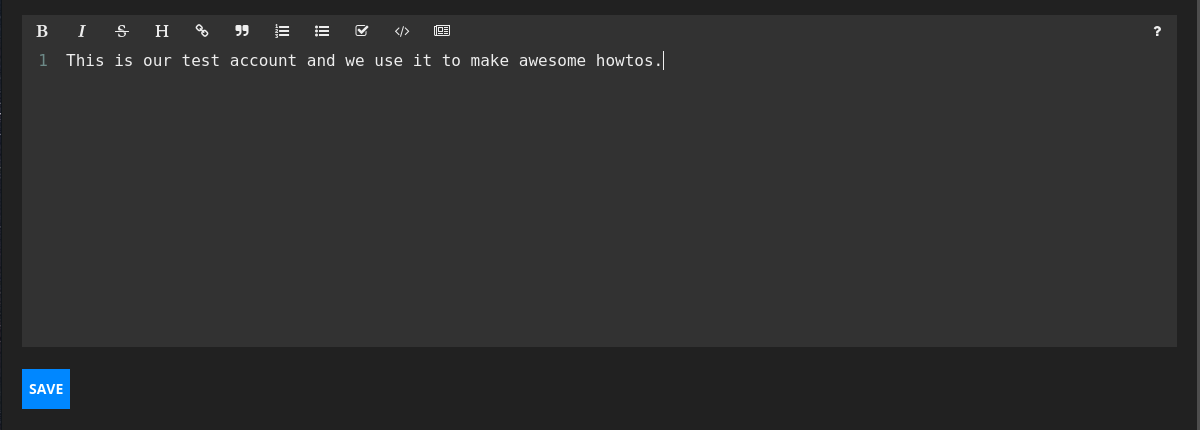 B I S H </> ?
1 This is our test account and we use it to make awesome howtos.
SAVE